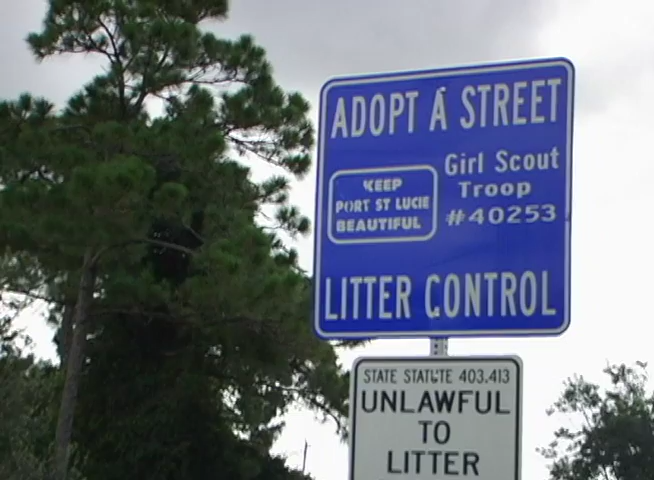 ADOPT A STREET
KEEP
PORT ST LUCIE
BEAUTIFUL
Girl Scout
Troop
#40253
LITTER CONTROL
STATE STATUTE 403.413
UNLAWFUL
TO
LITTER